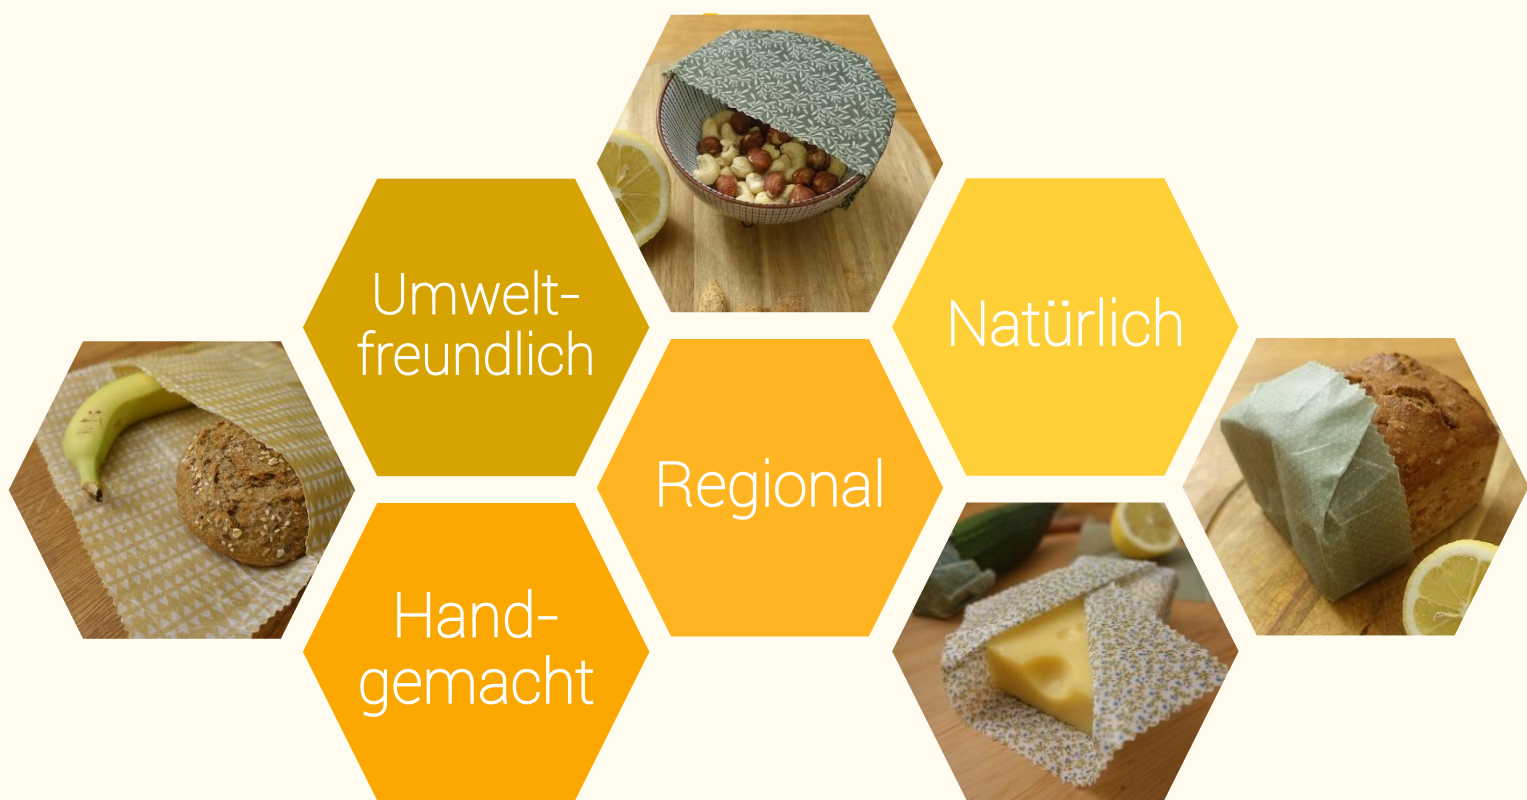 Umwelt-
freundlich
Natürlich
Regional
Hand-
gemacht